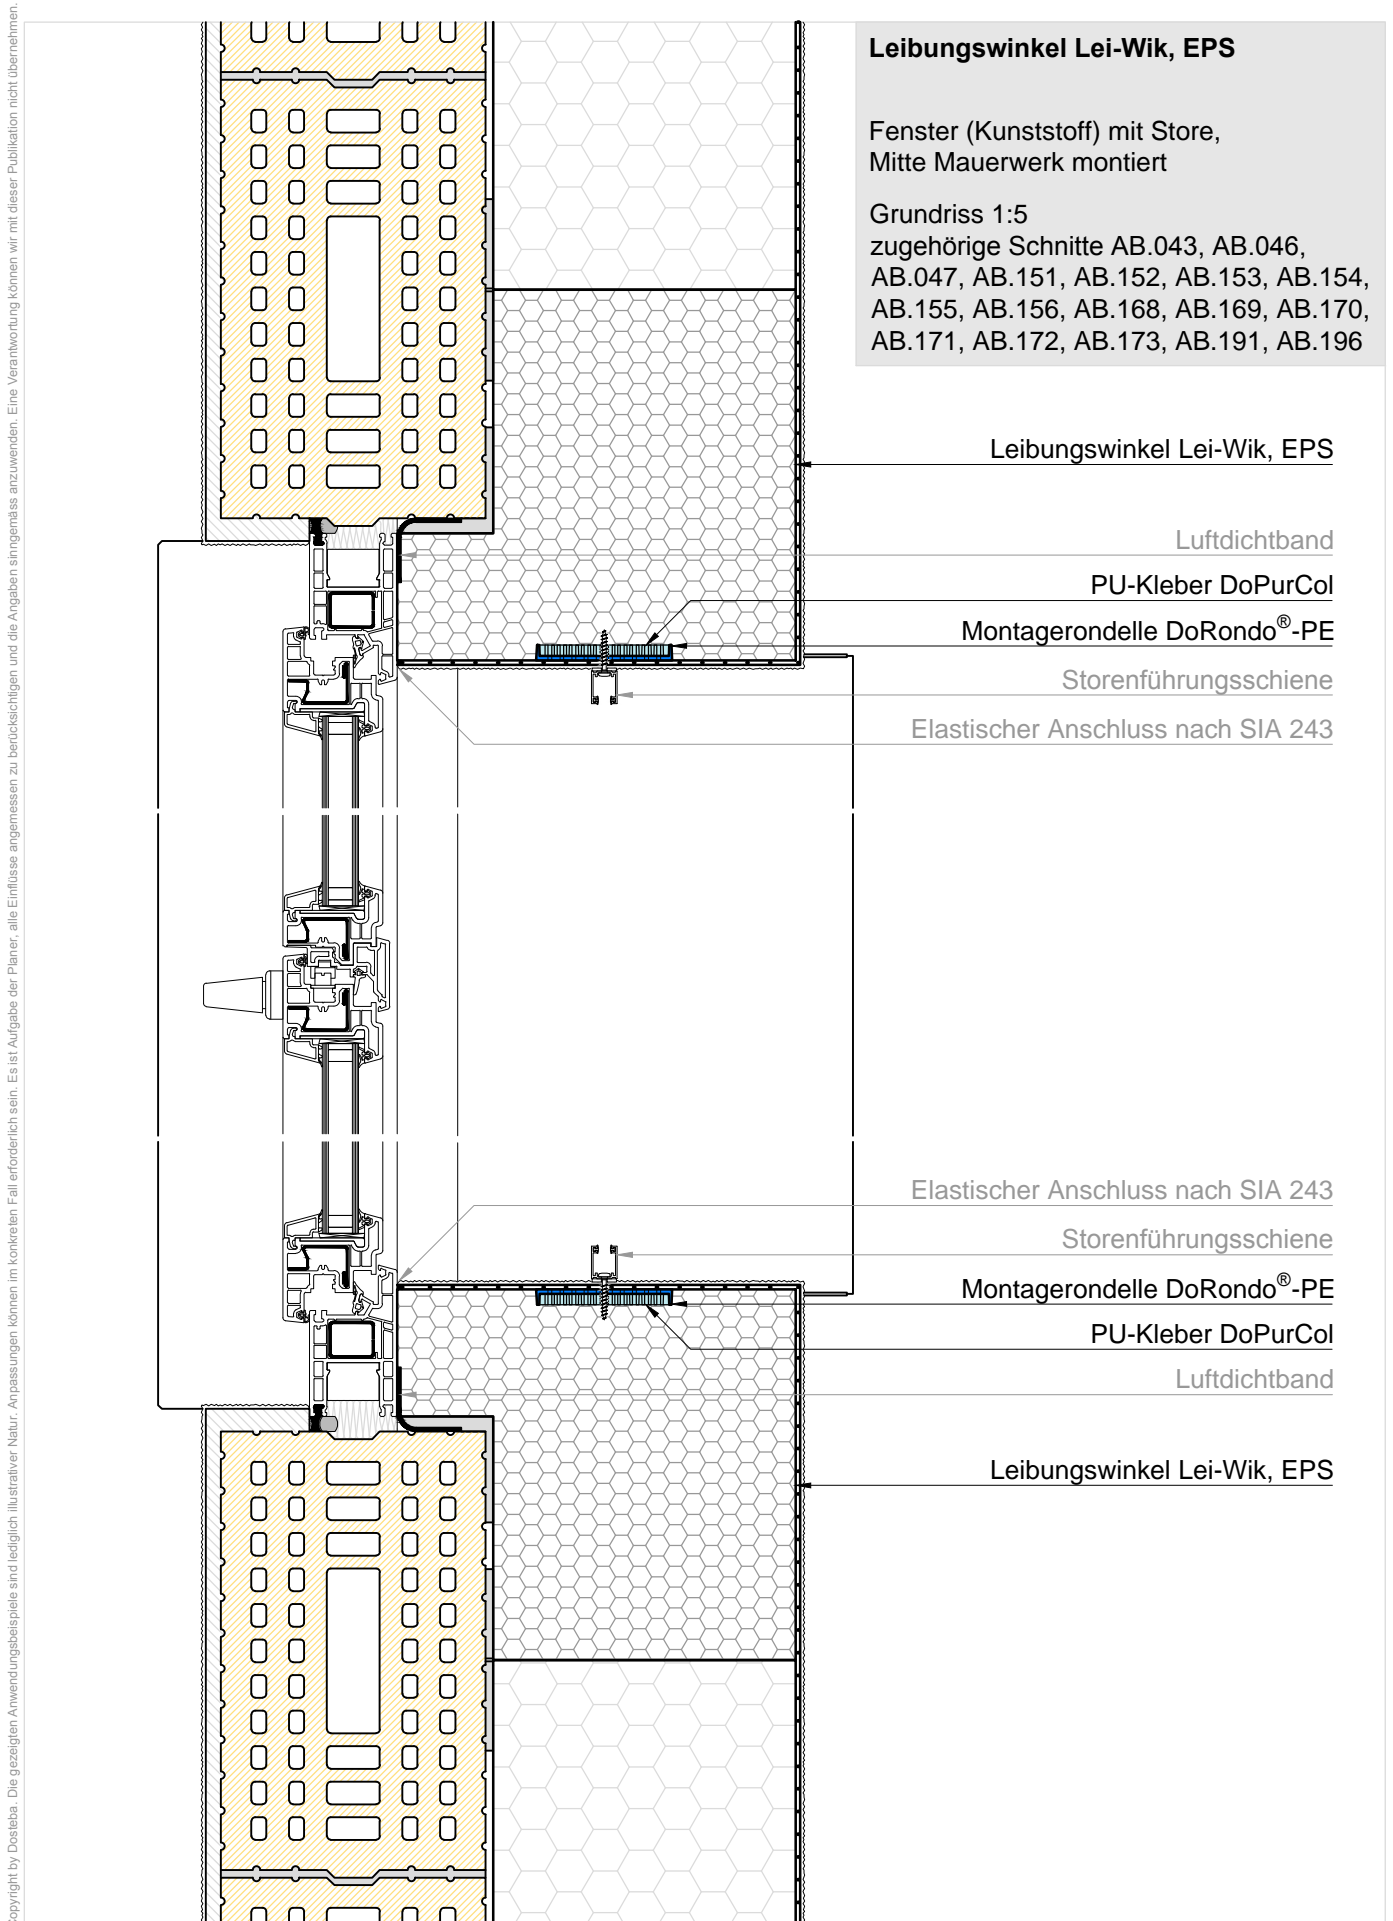 Leibungswinkel Lei-Wik, EPS
Fenster (Kunststoff) mit Store,
Mitte Mauerwerk montiert
Grundriss 1:5
zugehörige Schnitte AB.043, AB.046,
AB.047, AB.151, AB.152, AB.153, AB.154,
AB.155, AB.156, AB.168, AB.169, AB.170,
AB.171, AB.172, AB.173, AB.191, AB.196
Leibungswinkel Lei-Wik, EPS
Luftdichtband
PU-Kleber DoPurCol
Montagerondelle DoRondo®-PE
Storenführungsschiene
Elastischer Anschluss nach SIA 243
Elastischer Anschluss nach SIA 243
Storenführungsschiene
Montagerondelle DoRondo®-PE
PU-Kleber DoPurCol
Luftdichtband
Leibungswinkel Lei-Wik, EPS
Copyright by Dosteba. Die gezeigten Anwendungsbeispiele sind lediglich illustrativer Natur. Anpassungen können im konkreten Fall erforderlich sein. Es ist Aufgabe der Planer, alle Einflüsse angemessen zu berücksichtigen und die Angaben sinngemäss anzuwenden. Eine Verantwortung können wir mit dieser Publikation nicht übernehmen.